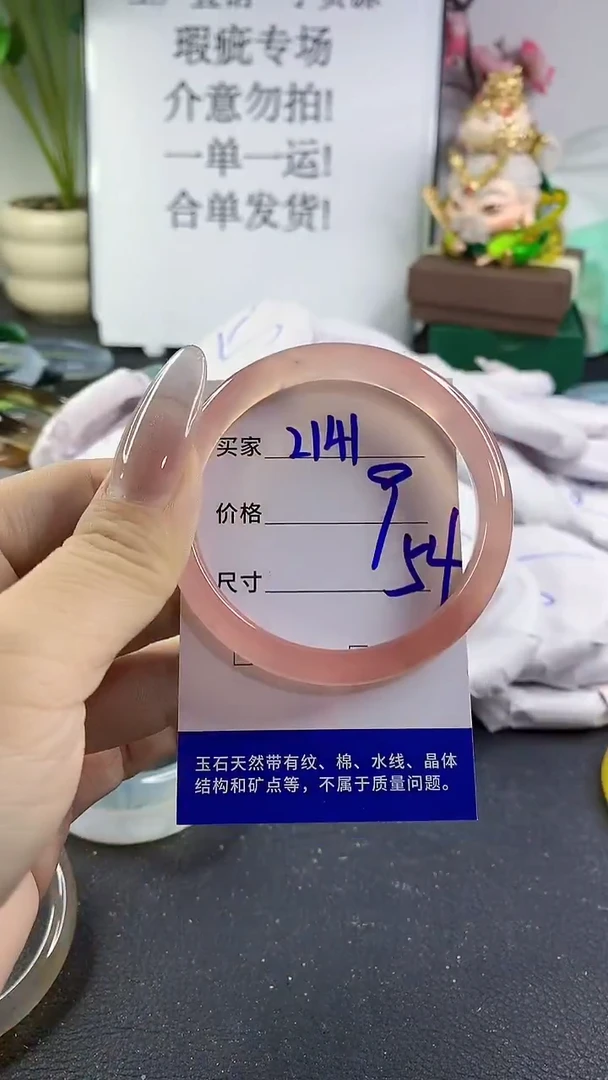 瑕疵专场
介意勿拍!
一单一运!
合单发货!
买家 2141
价格
尺寸 54
玉石天然带有纹、棉、水线、晶体
结构和矿点等，不属于质量问题。